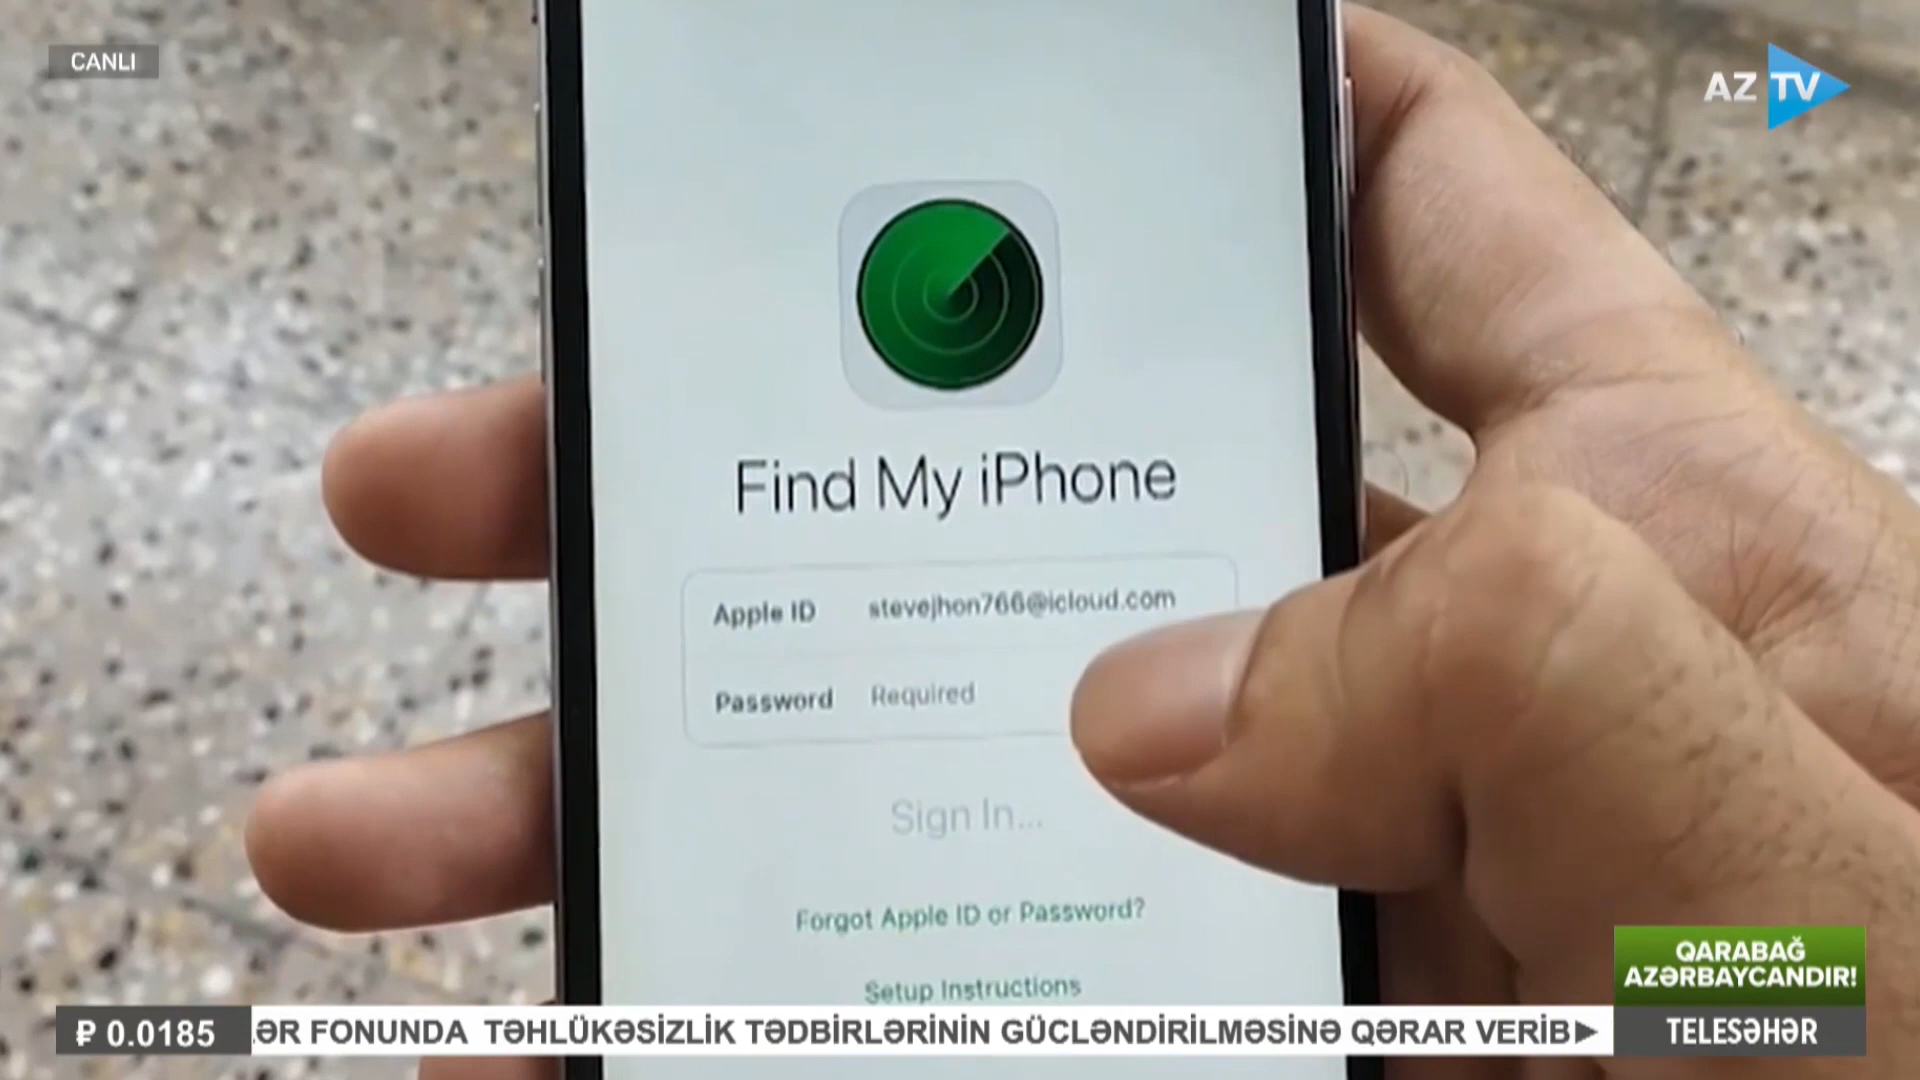 CANLI
AZTV
Find My iPhone
Apple ID stevejhon766@icloud.com
Password Required
Sign In...
Forgot Apple ID or Password?
Setup Instructions
QARABAĞ
AZƏRBAYCANDIR!
₽ 0.0185 ƏR FONUNDA TƏHLÜKƏSİZLİK TƏDBİRLƏRİNİN GÜCLƏNDİRİLMƏSİNƏ QƏRAR VERİB
TELESƏHƏR